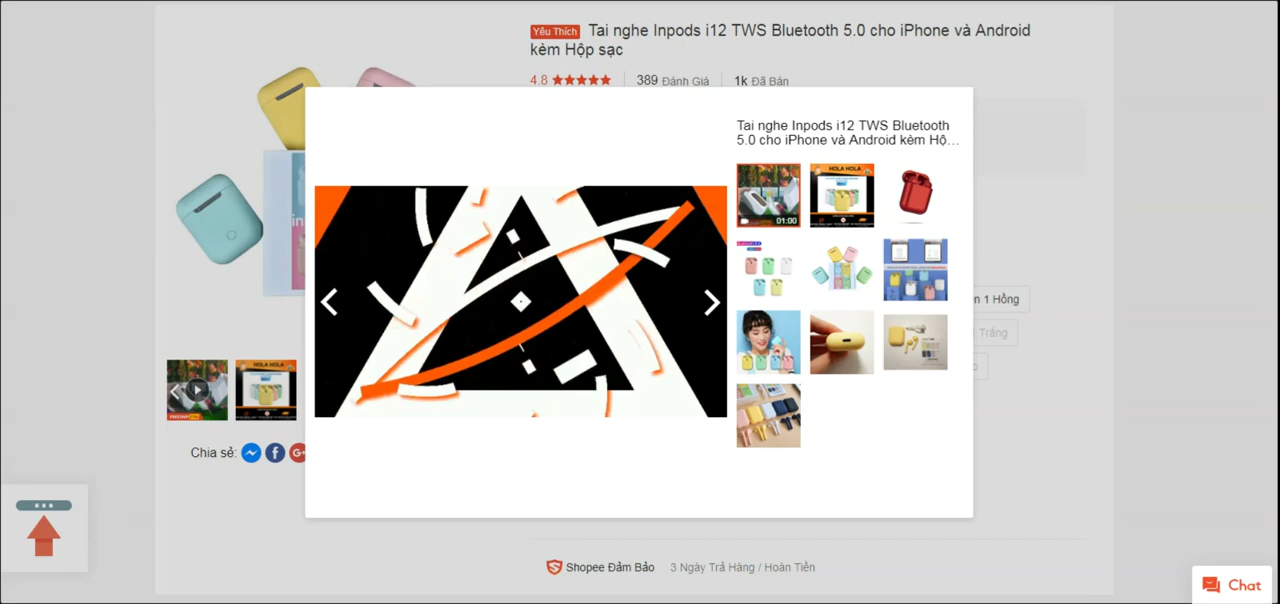 Yêu Thích Tai nghe Inpods i12 TWS Bluetooth 5.0 cho iPhone và Android
kèm Hộp sạc
4.8 389 Đánh Giá 1k Đã Bán
Tai nghe Inpods i12 TWS Bluetooth
5.0 cho iPhone và Android kèm Hộ...
HOLA HOLA
01:00
n 1 Hồng
Trắng
HOLA HOLA
Chia sẻ:
Shopee Đảm Bảo 3 Ngày Trả Hàng / Hoàn Tiền
Chat